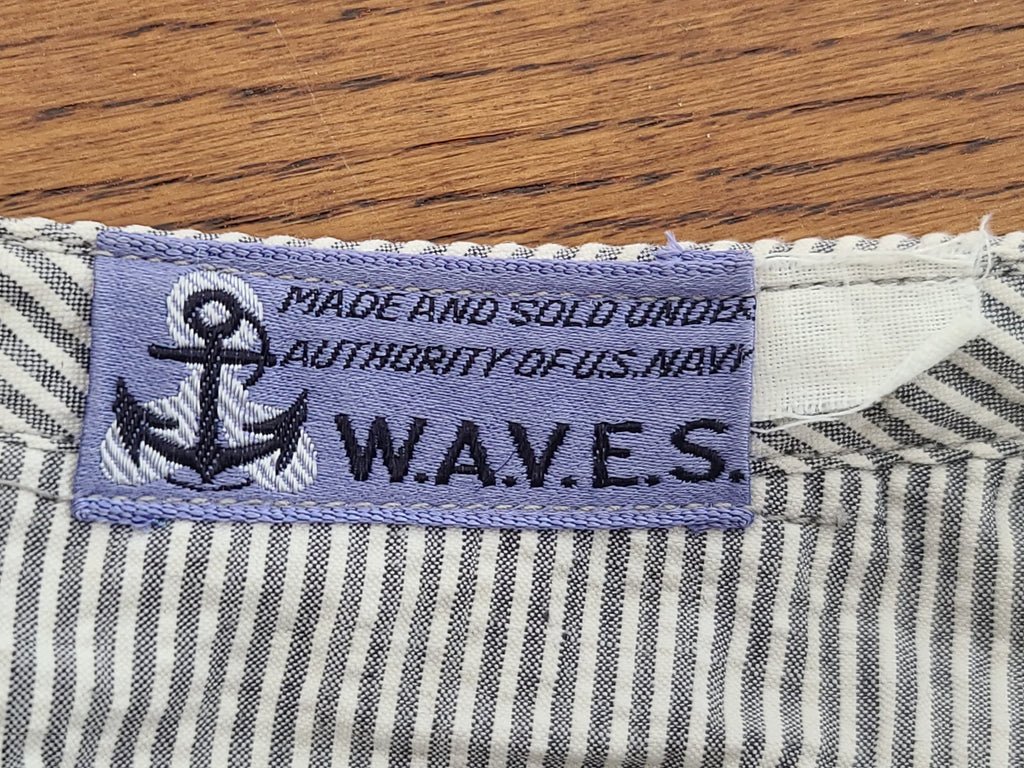 MADE AND SOLD UNDER
AUTHORITY OF U.S. NAVY
W.A.V.E.S.